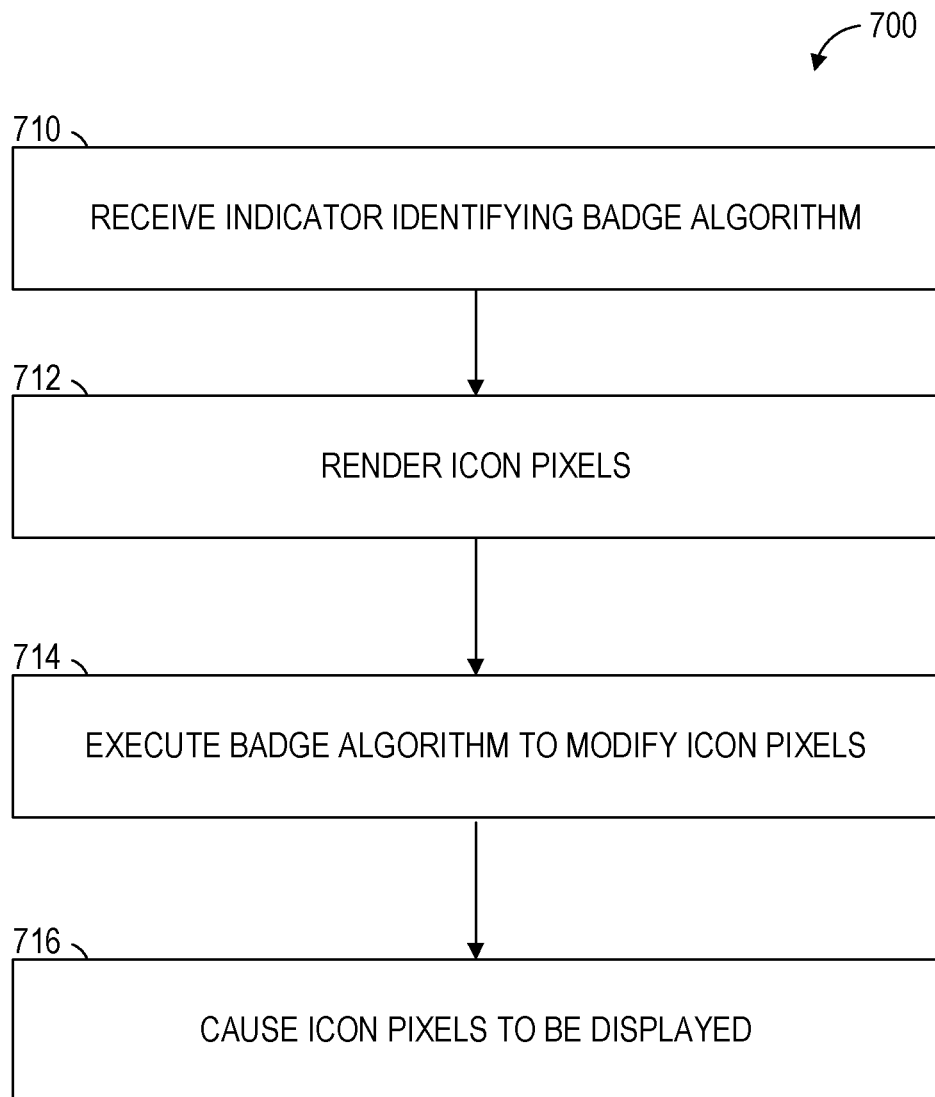 700
710
RECEIVE INDICATOR IDENTIFYING BADGE ALGORITHM
712
RENDER ICON PIXELS
714
EXECUTE BADGE ALGORITHM TO MODIFY ICON PIXELS
716
CAUSE ICON PIXELS TO BE DISPLAYED